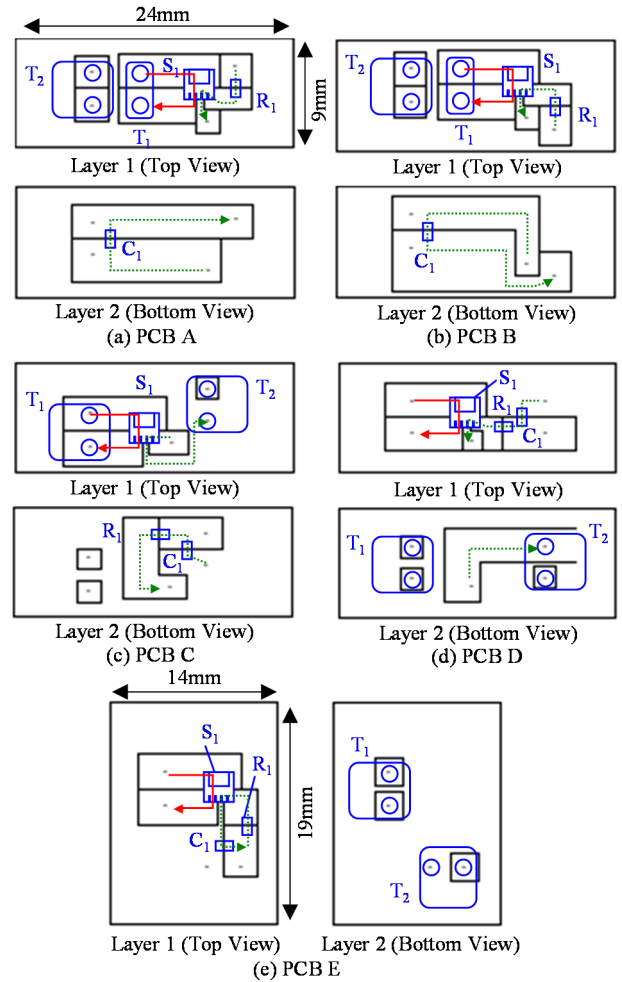 24mm
T2
S1
R1
T1
9mm
Layer 1 (Top View)
C1
Layer 2 (Bottom View)
(a) PCB A
T2
S1
R1
T1
Layer 1 (Top View)
C1
Layer 2 (Bottom View)
(b) PCB B
T1
S1
T2
Layer 1 (Top View)
R1
C1
Layer 2 (Bottom View)
(c) PCB C
S1
R1
C1
Layer 1 (Top View)
T1
T2
Layer 2 (Bottom View)
(d) PCB D
14mm
S1
R1
C1
19mm
Layer 1 (Top View)
T1
T2
Layer 2 (Bottom View)
(e) PCB E